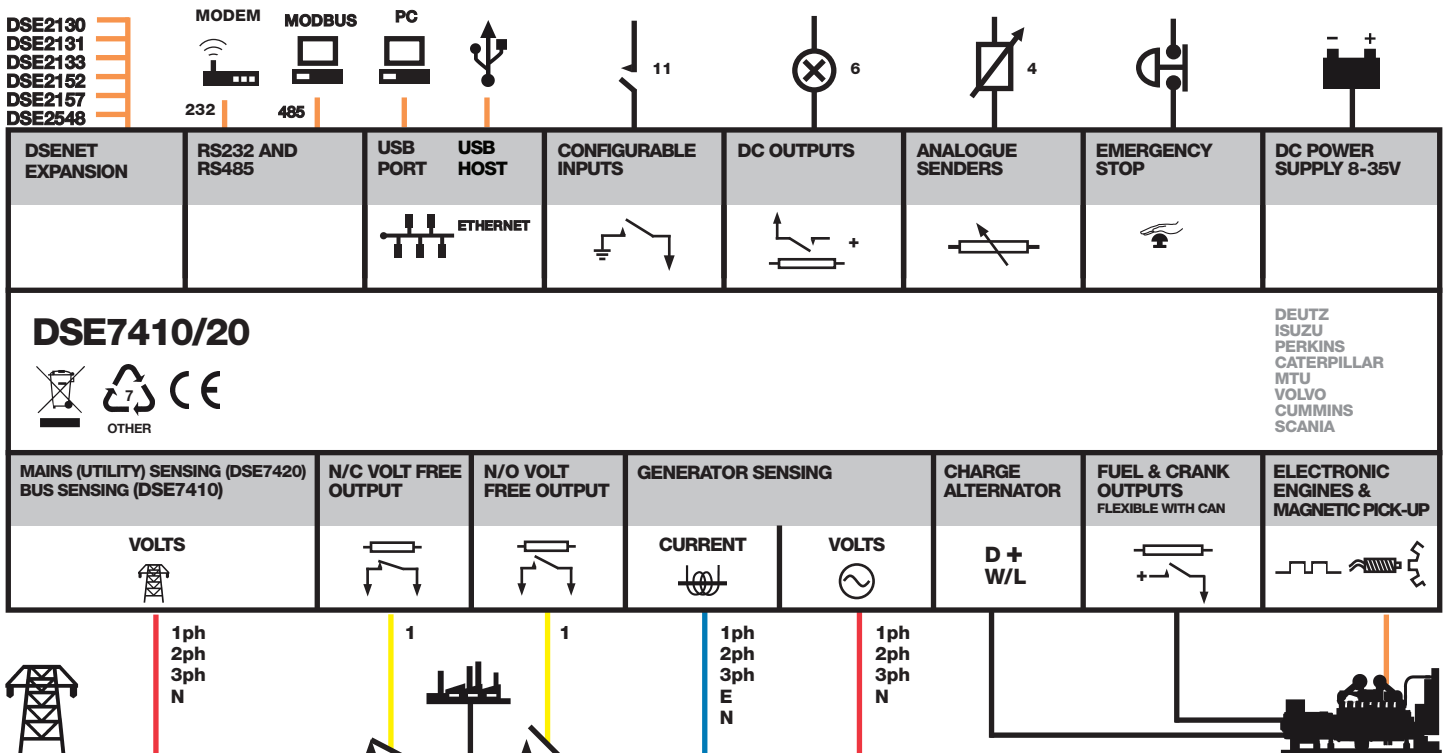 DSE2130
DSE2131
DSE2133
DSE2152
DSE2157
DSE2548
MODEM
232
MODBUS
485
PC
11
6
4
- +
DSENET
EXPANSION
RS232 AND
RS485
USB
PORT
USB
HOST
ETHERNET
CONFIGURABLE
INPUTS
DC OUTPUTS
+
ANALOGUE
SENDERS
EMERGENCY
STOP
DC POWER
SUPPLY 8-35V
DSE7410/20
7
OTHER
CE
DEUTZ
ISUZU
PERKINS
CATERPILLAR
MTU
VOLVO
CUMMINS
SCANIA
MAINS (UTILITY) SENSING (DSE7420)
BUS SENSING (DSE7410)
VOLTS
N/C VOLT FREE
OUTPUT
N/O VOLT
FREE OUTPUT
GENERATOR SENSING
CURRENT
VOLTS
CHARGE
ALTERNATOR
D +
W/L
FUEL & CRANK
OUTPUTS
FLEXIBLE WITH CAN
+
ELECTRONIC
ENGINES &
MAGNETIC PICK-UP
1ph
2ph
3ph
N
1
1
1ph
2ph
3ph
E
N
1ph
2ph
3ph
N